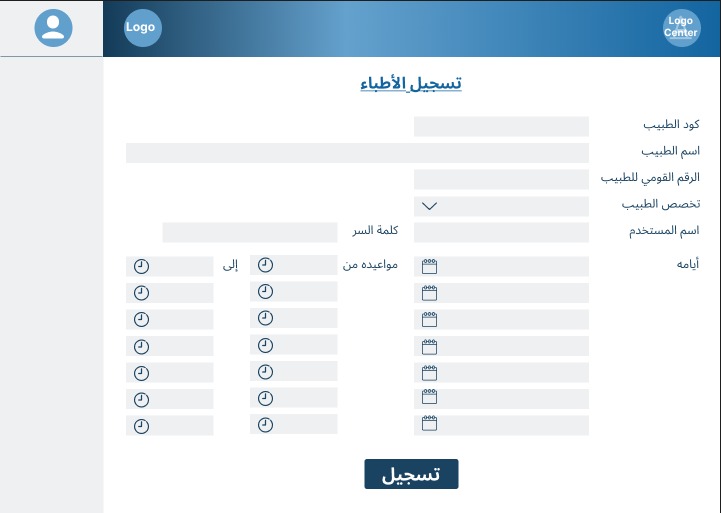 Logo
Logo
Center
تسجيل الأطباء
كود الطبيب
اسم الطبيب
الرقم القومي للطبيب
تخصص الطبيب
اسم المستخدم
كلمة السر
أيامه
مواعيده من
إلى
تسجيل